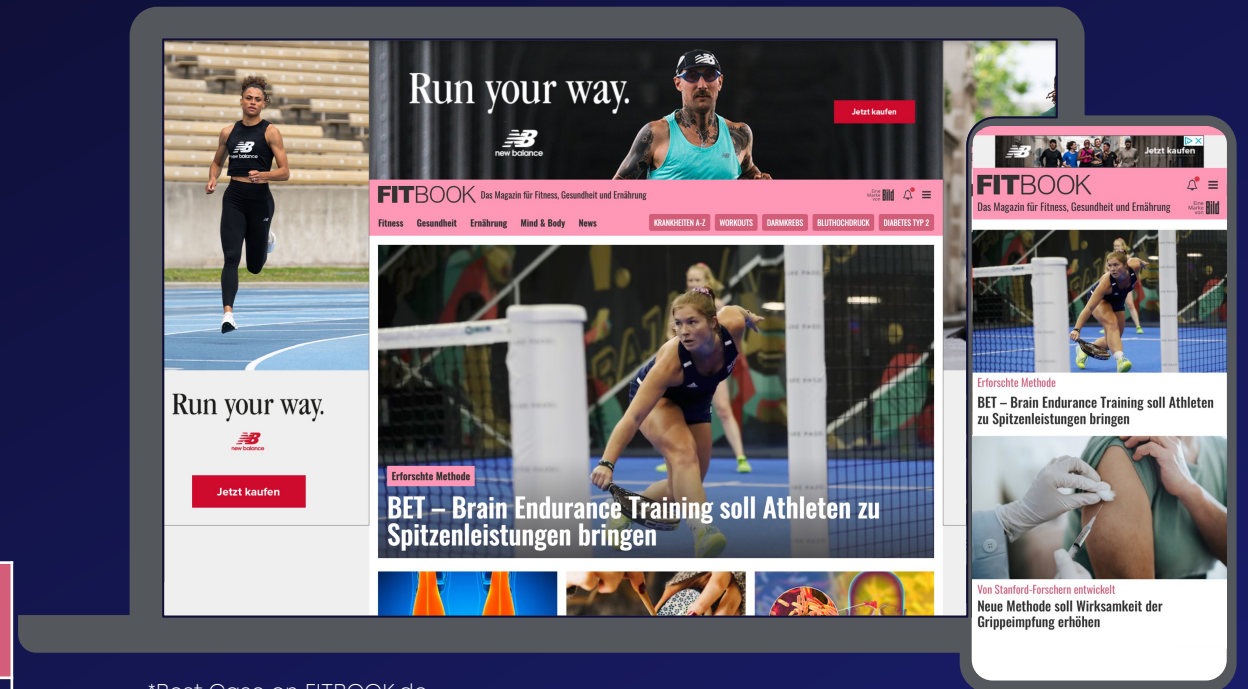 Run your way.
new balance
Jetzt kaufen
new balance
FITBOOK Das Magazin für Fitness, Gesundheit und Ernährung
Eine Marke von Bild
Fitness Gesundheit Ernährung Mind & Body News
KRANKHEITEN A-Z WORKOUTS DARMKREBS BLUTHOCHDRUCK DIABETES TYP 2
Run your way.
new balance
Jetzt kaufen
Erforschte Methode
BET – Brain Endurance Training soll Athleten zu
Spitzenleistungen bringen
Jetzt kaufen
FITBOOK
Das Magazin für Fitness, Gesundheit und Ernährung
Eine Marke von Bild
Erforschte Methode
BET – Brain Endurance Training soll Athleten
zu Spitzenleistungen bringen
Von Stanford-Forschern entwickelt
Neue Methode soll Wirksamkeit der
Grippeimpfung erhöhen
*Best Case on FITBOOK.de